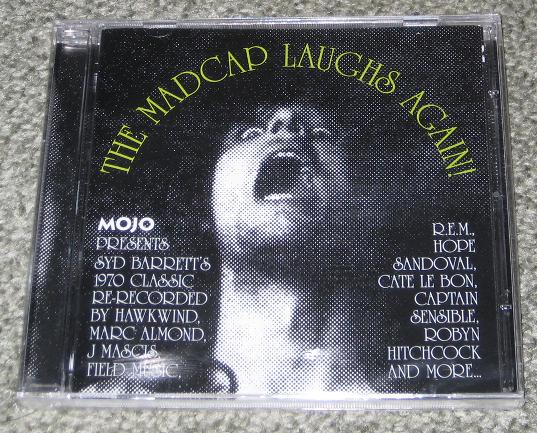 THE MADCAP LAUGHS AGAIN!
MOJO
PRESENTS
SYD BARRETT'S
1970 CLASSIC
RE-RECORDED
BY HAWKWIND,
MARC ALMOND,
J MASCIS,
FIELD MUSIC,
R.E.M.,
HOPE
SANDOVAL,
CATE LE BON,
CAPTAIN
SENSIBLE,
ROBYN
HITCHCOCK
AND MORE...